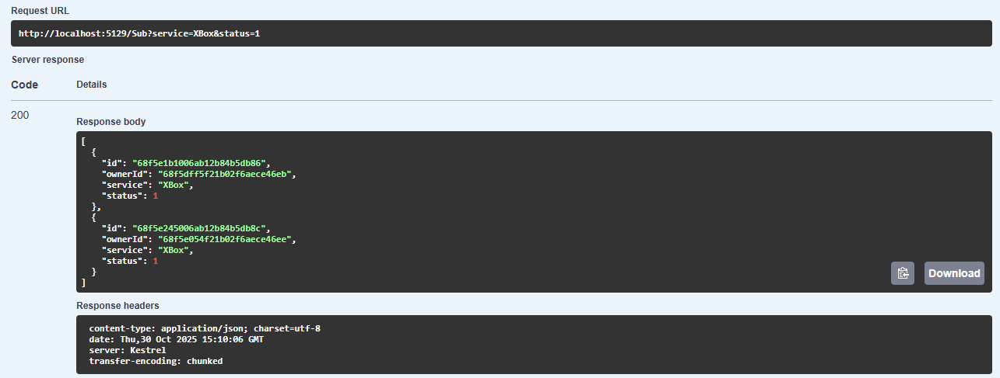 Request URL
http://localhost:5129/Sub?service=XBox&status=1
Server response
Code Details
200
Response body
[
{
"id": "68f5e1b1006ab12b84b5db86",
"ownerId": "68f5dff5f21b02f6aece46eb",
"service": "XBox",
"status": 1
},
{
"id": "68f5e245006ab12b84b5db8c",
"ownerId": "68f5e054f21b02f6aece46ee",
"service": "XBox",
"status": 1
}
]
Download
Response headers
content-type: application/json; charset=utf-8
date: Thu,30 Oct 2025 15:10:06 GMT
server: Kestrel
transfer-encoding: chunked